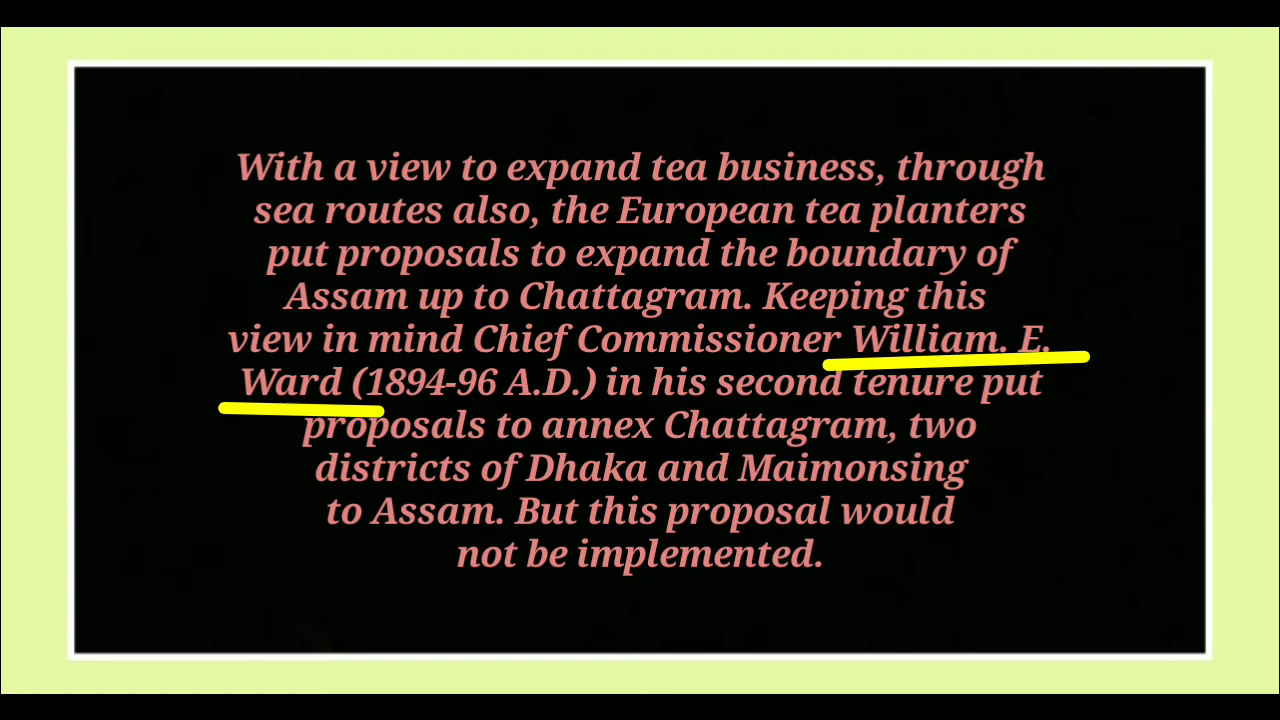 With a view to expand tea business, through
sea routes also, the European tea planters
put proposals to expand the boundary of
Assam up to Chattagram. Keeping this
view in mind Chief Commissioner William. E.
Ward (1894-96 A.D.) in his second tenure put
proposals to annex Chattagram, two
districts of Dhaka and Maimonsing
to Assam. But this proposal would
not be implemented.